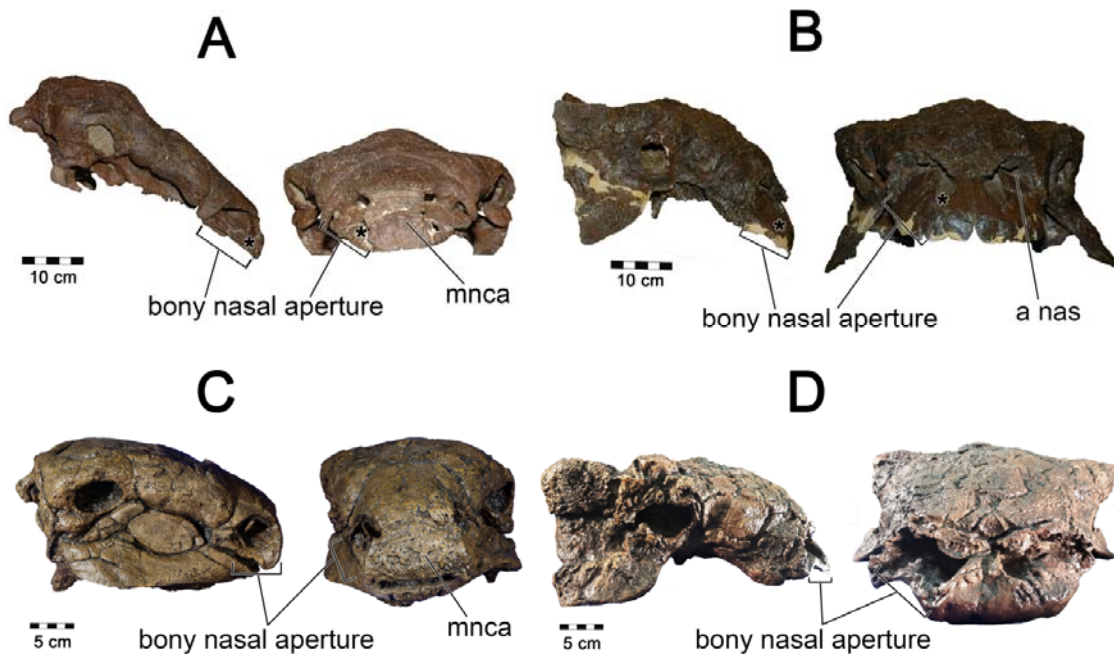 A
B
10 cm
bony nasal aperture
mnca
10 cm
bony nasal aperture
a nas
C
D
5 cm
bony nasal aperture
mnca
5 cm
bony nasal aperture